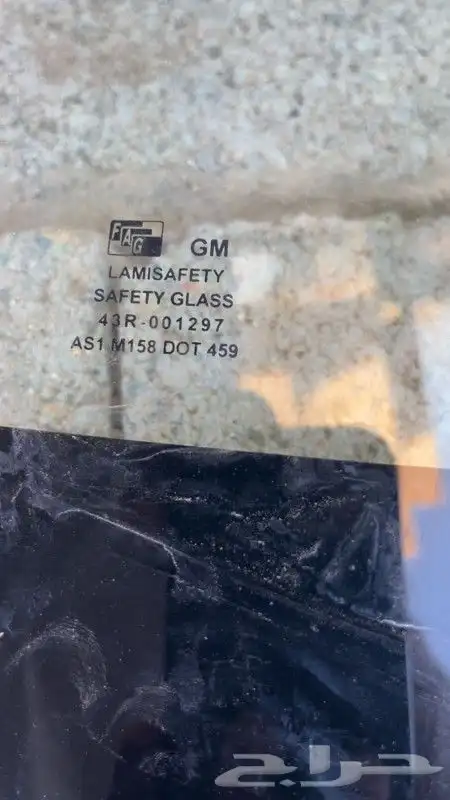 FAG
GM
LAMISAFETY
SAFETY GLASS
43R-001297
AS1 M158 DOT 459
حراج